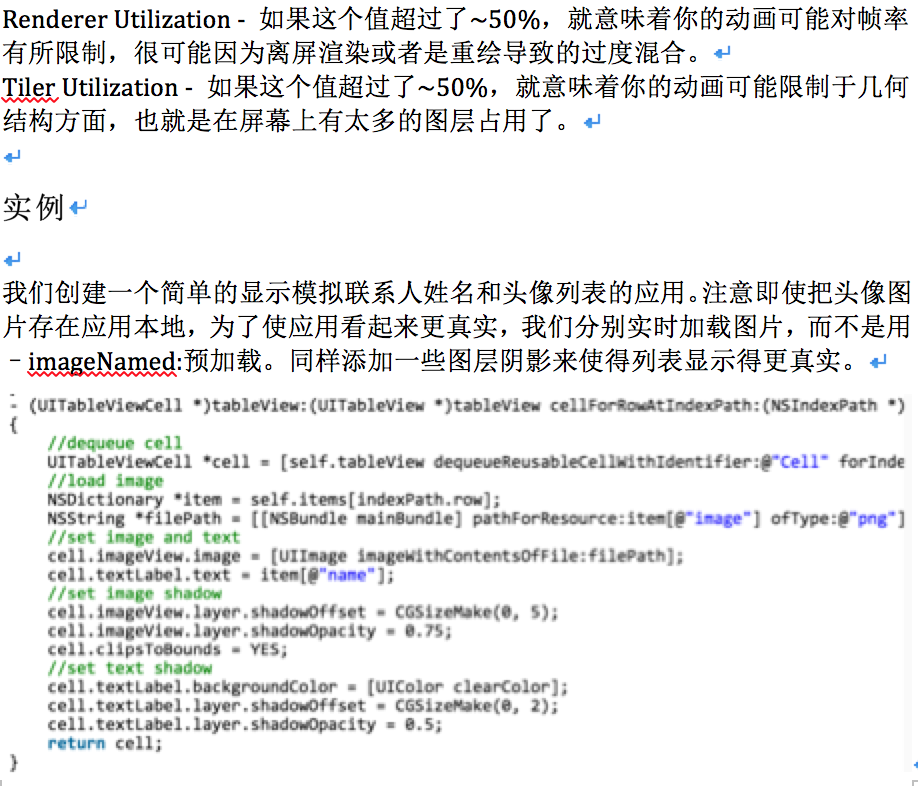 Renderer Utilization - 如果这个值超过了~50%，就意味着你的动画可能对帧率
有所限制，很可能因为离屏渲染或者是重绘导致的过度混合。
Tiler Utilization - 如果这个值超过了~50%，就意味着你的动画可能限制于几何
结构方面，也就是在屏幕上有太多的图层占用了。
实例
我们创建一个简单的显示模拟联系人姓名和头像列表的应用。注意即使把头像图
片存在应用本地，为了使应用看起来更真实，我们分别实时加载图片，而不是用
–imageNamed:预加载。同样添加一些图层阴影来使得列表显示得更真实。
- (UITableViewCell *)tableView:(UITableView *)tableView cellForRowAtIndexPath:(NSIndexPath *)
{
//dequeue cell
UITableViewCell *cell = [self.tableView dequeueReusableCellWithIdentifier:@"Cell" forInde
//load image
NSDictionary *item = self.items[indexPath.row];
NSString *filePath = [[NSBundle mainBundle] pathForResource:item[@"image"] ofType:@"png"]
//set image and text
cell.imageView.image = [UIImage imageWithContentsOfFile:filePath];
cell.textLabel.text = item[@"name"];
//set image shadow
cell.imageView.layer.shadowOffset = CGSizeMake(0, 5);
cell.imageView.layer.shadowOpacity = 0.75;
cell.clipsToBounds = YES;
//set text shadow
cell.textLabel.backgroundColor = [UIColor clearColor];
cell.textLabel.layer.shadowOffset = CGSizeMake(0, 2);
cell.textLabel.layer.shadowOpacity = 0.5;
return cell;
}